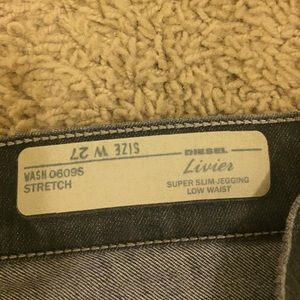 SIZE W 27
WASH 0609S
STRETCH
DIESEL
Livier
SUPER SLIM-JEGGING
LOW WAIST